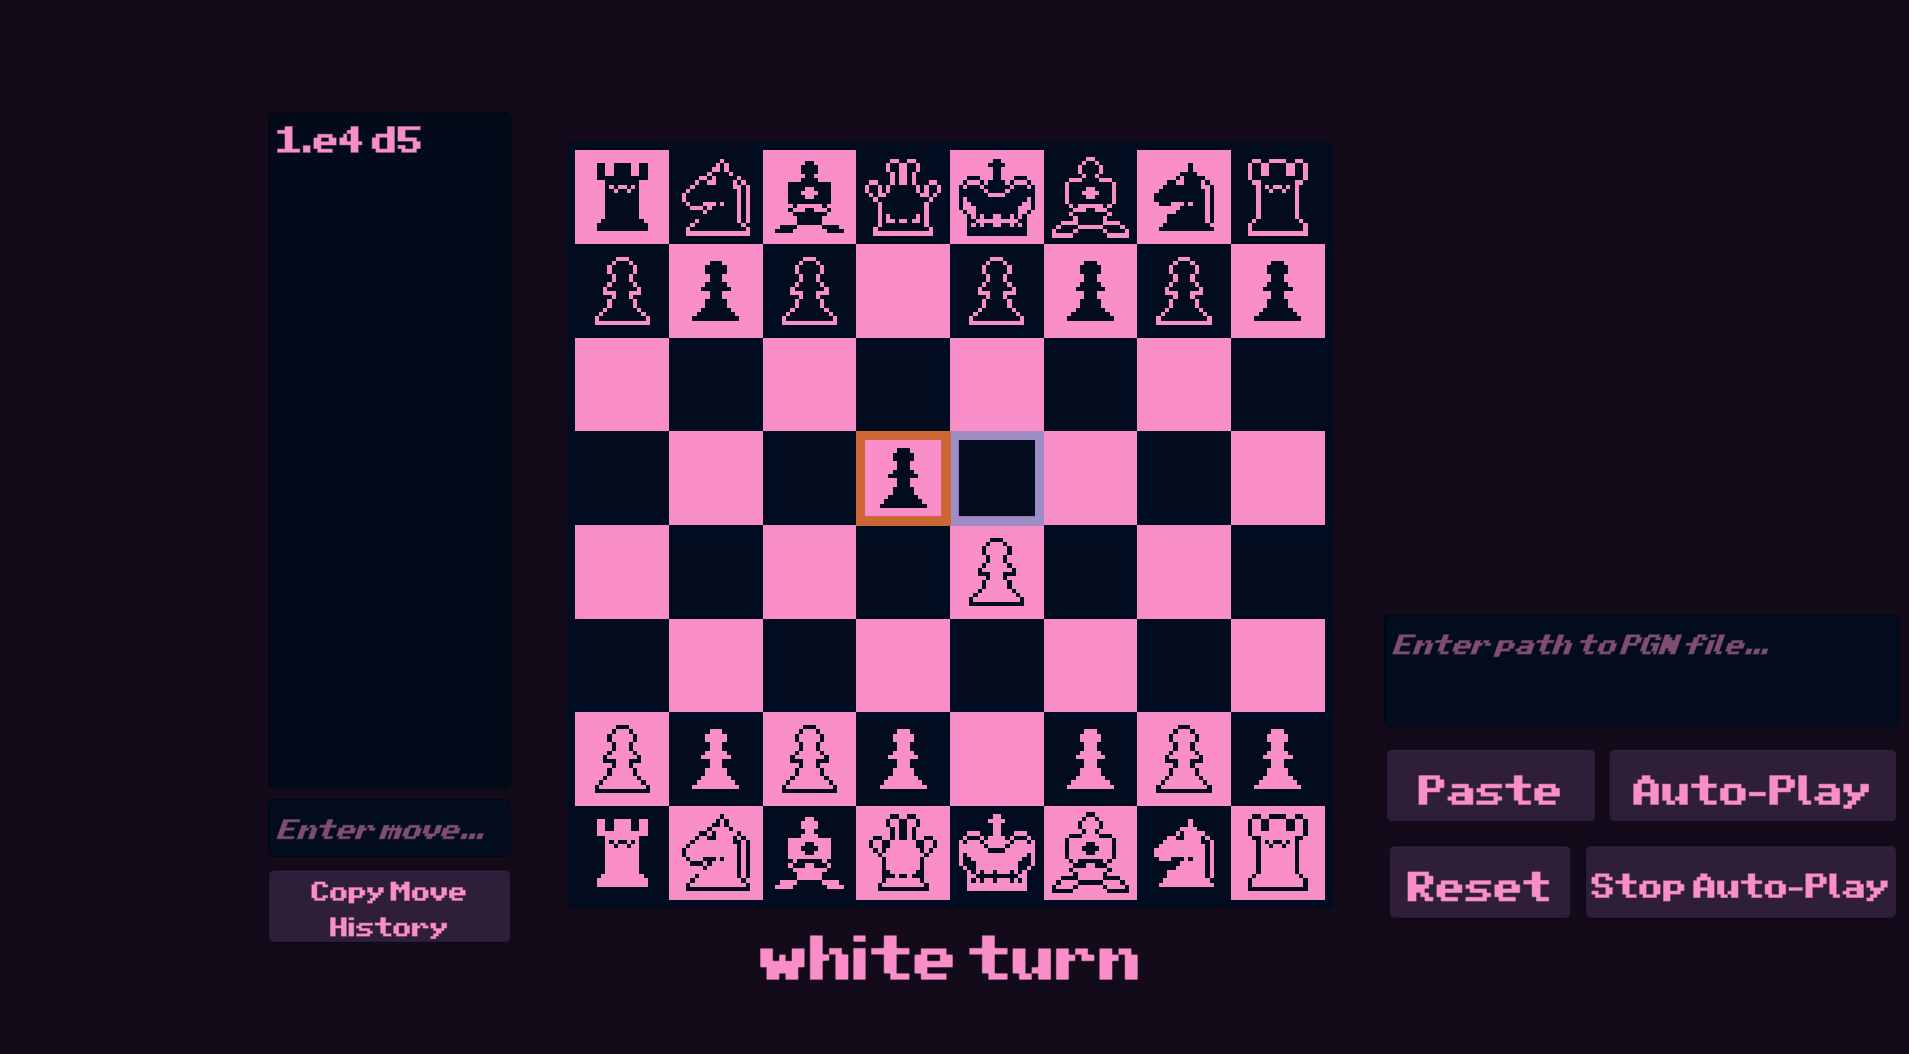 1.e4 d5
Enter move...
Copy Move
History
white turn
Enter path to PGN file...
Paste
Auto-Play
Reset
Stop Auto-Play